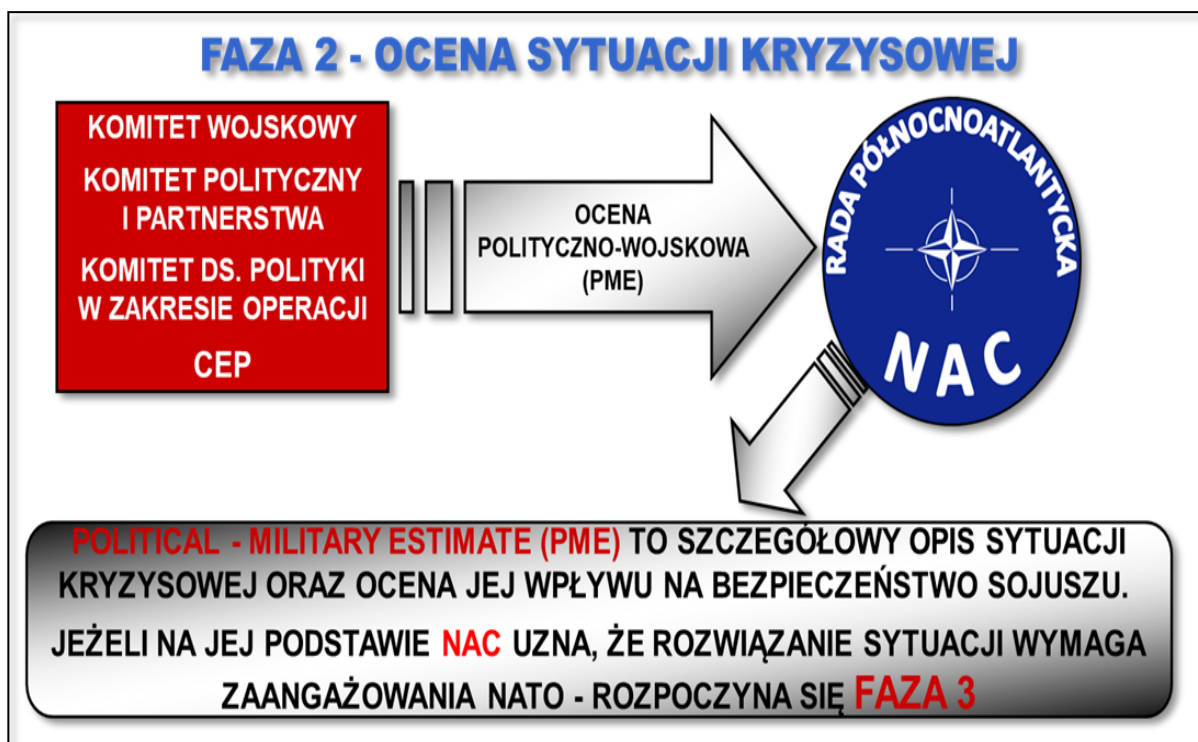 FAZA 2 - OCENA SYTUACJI KRYZYSOWEJ
KOMITET WOJSKOWY
KOMITET POLITYCZNY
I PARTNERSTWA
KOMITET DS. POLITYKI
W ZAKRESIE OPERACJI
CEP
OCENA
POLITYCZNO-WOJSKOWA
(PME)
RADA PÓŁNOCNOATLANTYCKA
NAC
POLITICAL - MILITARY ESTIMATE (PME) TO SZCZEGÓŁOWY OPIS SYTUACJI
KRYZYSOWEJ ORAZ OCENA JEJ WPŁYWU NA BEZPIECZEŃSTWO SOJUSZU.
JEŻELI NA JEJ PODSTAWIE NAC UZNA, ŻE ROZWIĄZANIE SYTUACJI WYMAGA
ZAANGAŻOWANIA NATO - ROZPOCZYNA SIĘ FAZA 3